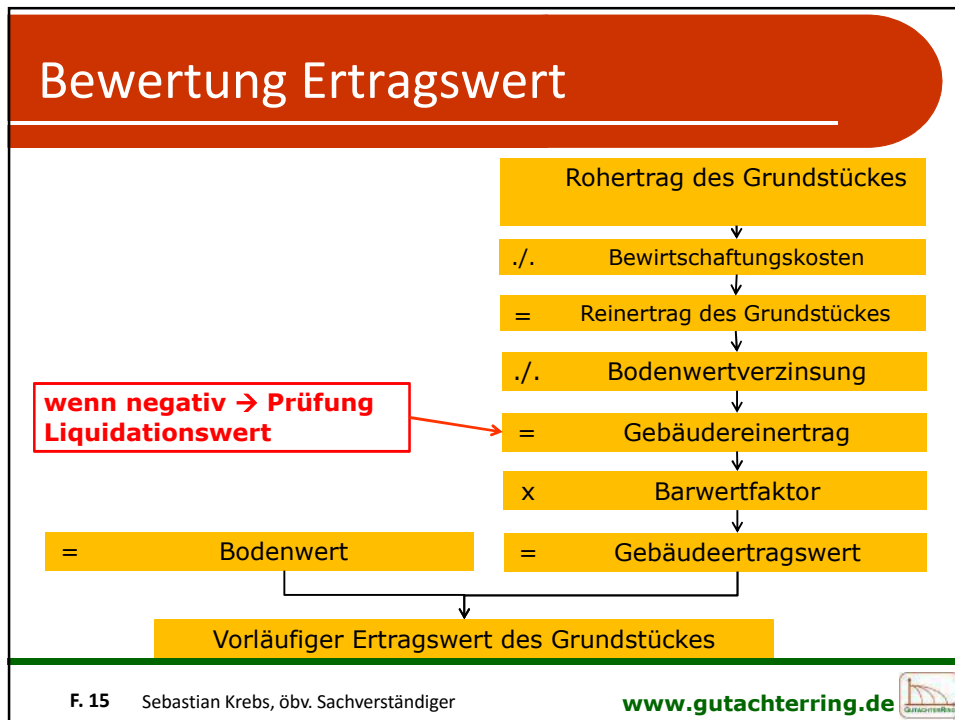 Bewertung Ertragswert
Rohertrag des Grundstückes
./. Bewirtschaftungskosten
= Reinertrag des Grundstückes
./. Bodenwertverzinsung
wenn negativ → Prüfung
Liquidationswert
= Gebäudereinertrag
x Barwertfaktor
= Bodenwert
= Gebäudeertragswert
Vorläufiger Ertragswert des Grundstückes
F. 15 Sebastian Krebs, öbv. Sachverständiger
www.gutachterring.de
GUTACHTERRING